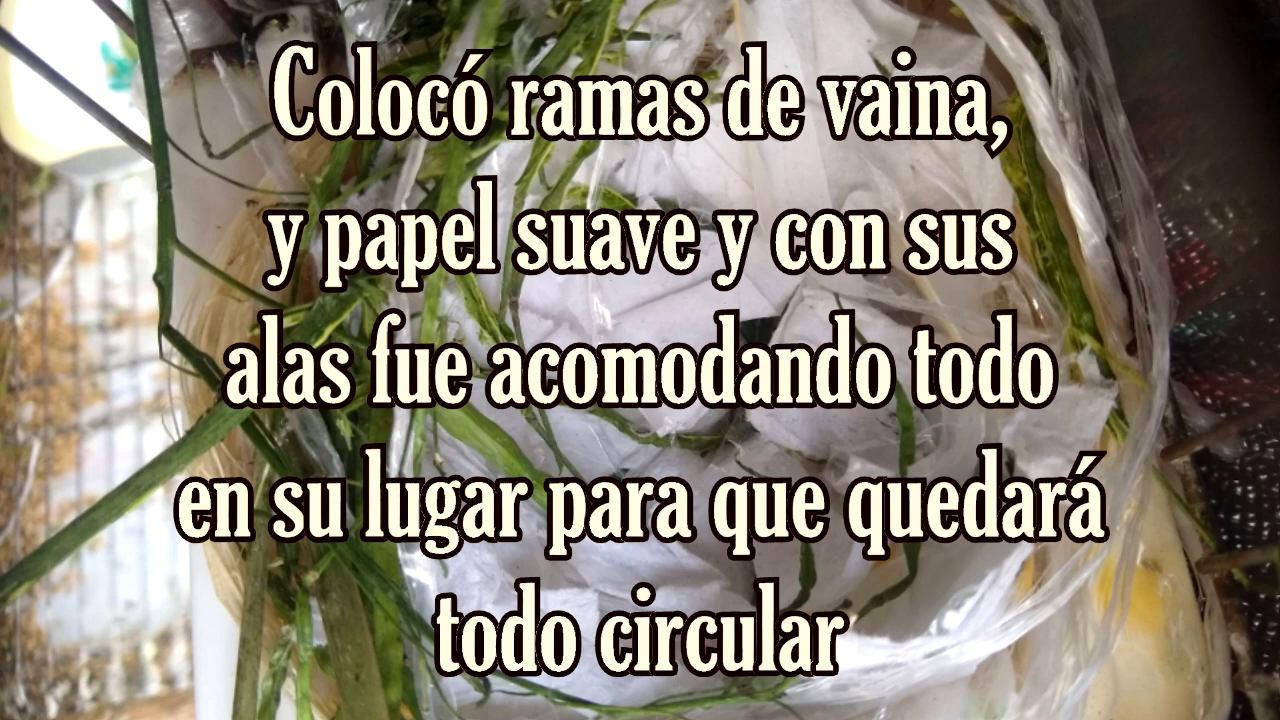 Colocó ramas de vaina,
y papel suave y con sus
alas fue acomodando todo
en su lugar para que quedará
todo circular